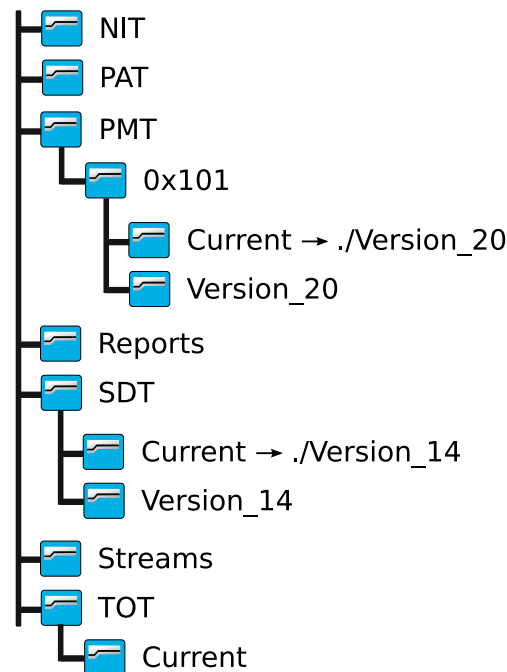 NIT
PAT
PMT
0x101
Current → ./Version_20
Version_20
Reports
SDT
Current → ./Version_14
Version_14
Streams
TOT
Current